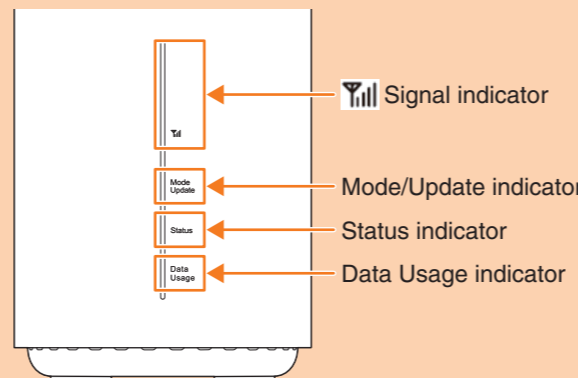 Signal indicator
Mode
Update
Mode/Update indicator
Status
Status indicator
Data
Usage
Data Usage indicator
U